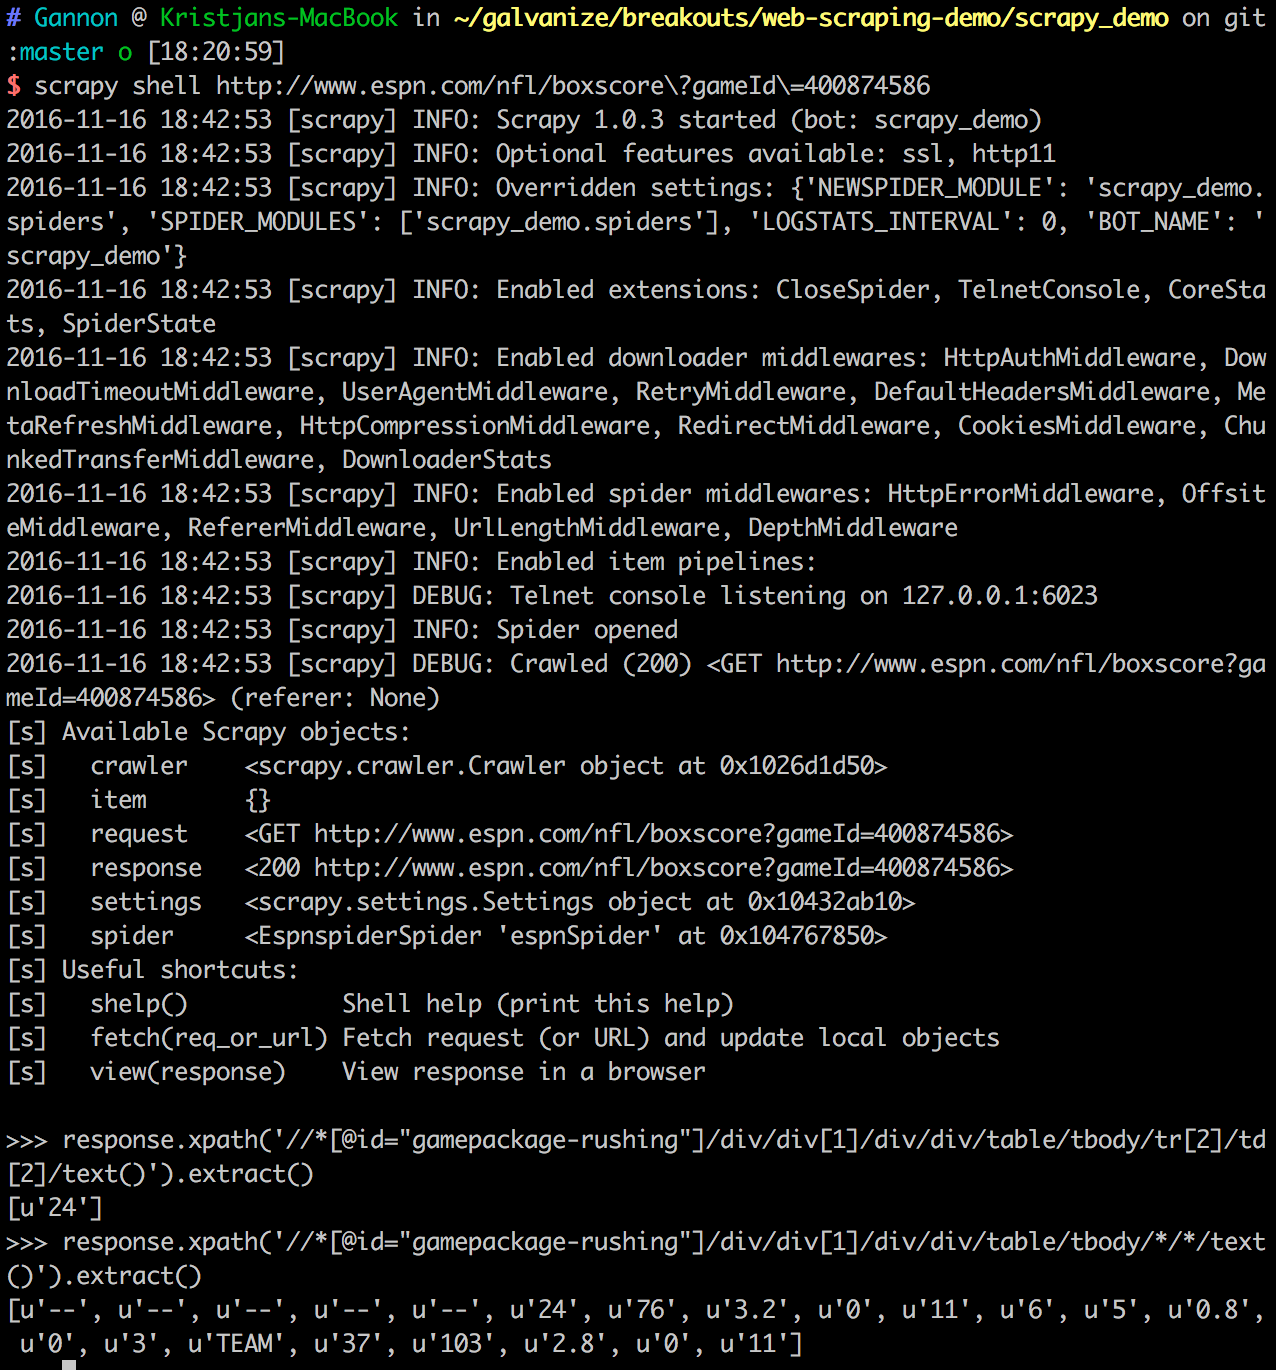 # Gannon @ Kristjans-MacBook in ~/galvanize/breakouts/web-scraping-demo/scrapy_demo on git
:master o [18:20:59]
$ scrapy shell http://www.espn.com/nfl/boxscore\?gameId\=400874586
2016-11-16 18:42:53 [scrapy] INFO: Scrapy 1.0.3 started (bot: scrapy_demo)
2016-11-16 18:42:53 [scrapy] INFO: Optional features available: ssl, http11
2016-11-16 18:42:53 [scrapy] INFO: Overridden settings: {'NEWSPIDER_MODULE': 'scrapy_demo.
spiders', 'SPIDER_MODULES': ['scrapy_demo.spiders'], 'LOGSTATS_INTERVAL': 0, 'BOT_NAME': '
scrapy_demo'}
2016-11-16 18:42:53 [scrapy] INFO: Enabled extensions: CloseSpider, TelnetConsole, CoreSta
ts, SpiderState
2016-11-16 18:42:53 [scrapy] INFO: Enabled downloader middlewares: HttpAuthMiddleware, Dow
nloadTimeoutMiddleware, UserAgentMiddleware, RetryMiddleware, DefaultHeadersMiddleware, Me
taRefreshMiddleware, HttpCompressionMiddleware, RedirectMiddleware, CookiesMiddleware, Chu
nkedTransferMiddleware, DownloaderStats
2016-11-16 18:42:53 [scrapy] INFO: Enabled spider middlewares: HttpErrorMiddleware, Offsit
eMiddleware, RefererMiddleware, UrlLengthMiddleware, DepthMiddleware
2016-11-16 18:42:53 [scrapy] INFO: Enabled item pipelines:
2016-11-16 18:42:53 [scrapy] DEBUG: Telnet console listening on 127.0.0.1:6023
2016-11-16 18:42:53 [scrapy] INFO: Spider opened
2016-11-16 18:42:53 [scrapy] DEBUG: Crawled (200) <GET http://www.espn.com/nfl/boxscore?ga
meId=400874586> (referer: None)
[s] Available Scrapy objects:
[s]   crawler    <scrapy.crawler.Crawler object at 0x1026d1d50>
[s]   item       {}
[s]   request    <GET http://www.espn.com/nfl/boxscore?gameId=400874586>
[s]   response   <200 http://www.espn.com/nfl/boxscore?gameId=400874586>
[s]   settings   <scrapy.settings.Settings object at 0x10432ab10>
[s]   spider     <EspnspiderSpider 'espnSpider' at 0x104767850>
[s] Useful shortcuts:
[s]   shelp()           Shell help (print this help)
[s]   fetch(req_or_url) Fetch request (or URL) and update local objects
[s]   view(response)    View response in a browser
>>> response.xpath('//*[@id="gamepackage-rushing"]/div/div[1]/div/div/table/tbody/tr[2]/td
[2]/text()').extract()
[u'24']
>>> response.xpath('//*[@id="gamepackage-rushing"]/div/div[1]/div/div/table/tbody/*/*/text
()').extract()
[u'--', u'--', u'--', u'--', u'--', u'24', u'76', u'3.2', u'0', u'11', u'6', u'5', u'0.8',
 u'0', u'3', u'TEAM', u'37', u'103', u'2.8', u'0', u'11']